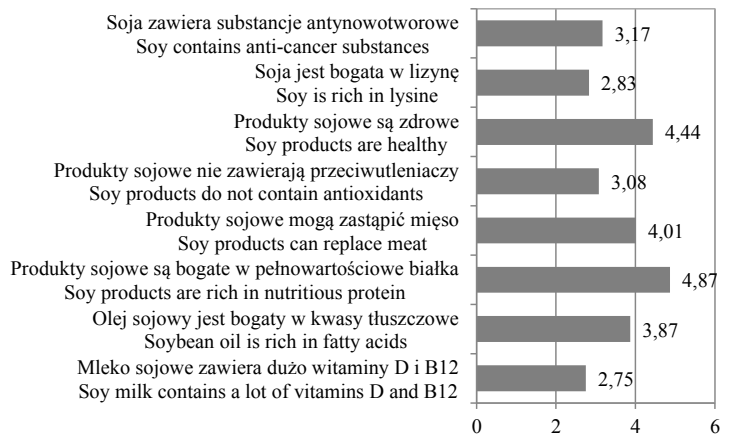 Soja zawiera substancje antynowotworowe
Soy contains anti-cancer substances
3,17
Soja jest bogata w lizynę
Soy is rich in lysine
2,83
Produkty sojowe są zdrowe
Soy products are healthy
4,44
Produkty sojowe nie zawierają przeciwutleniaczy
Soy products do not contain antioxidants
3,08
Produkty sojowe mogą zastąpić mięso
Soy products can replace meat
4,01
Produkty sojowe są bogate w pełnowartościowe białka
Soy products are rich in nutritious protein
4,87
Olej sojowy jest bogaty w kwasy tłuszczowe
Soybean oil is rich in fatty acids
3,87
Mleko sojowe zawiera dużo witaminy D i B12
Soy milk contains a lot of vitamins D and B12
2,75
0 2 4 6